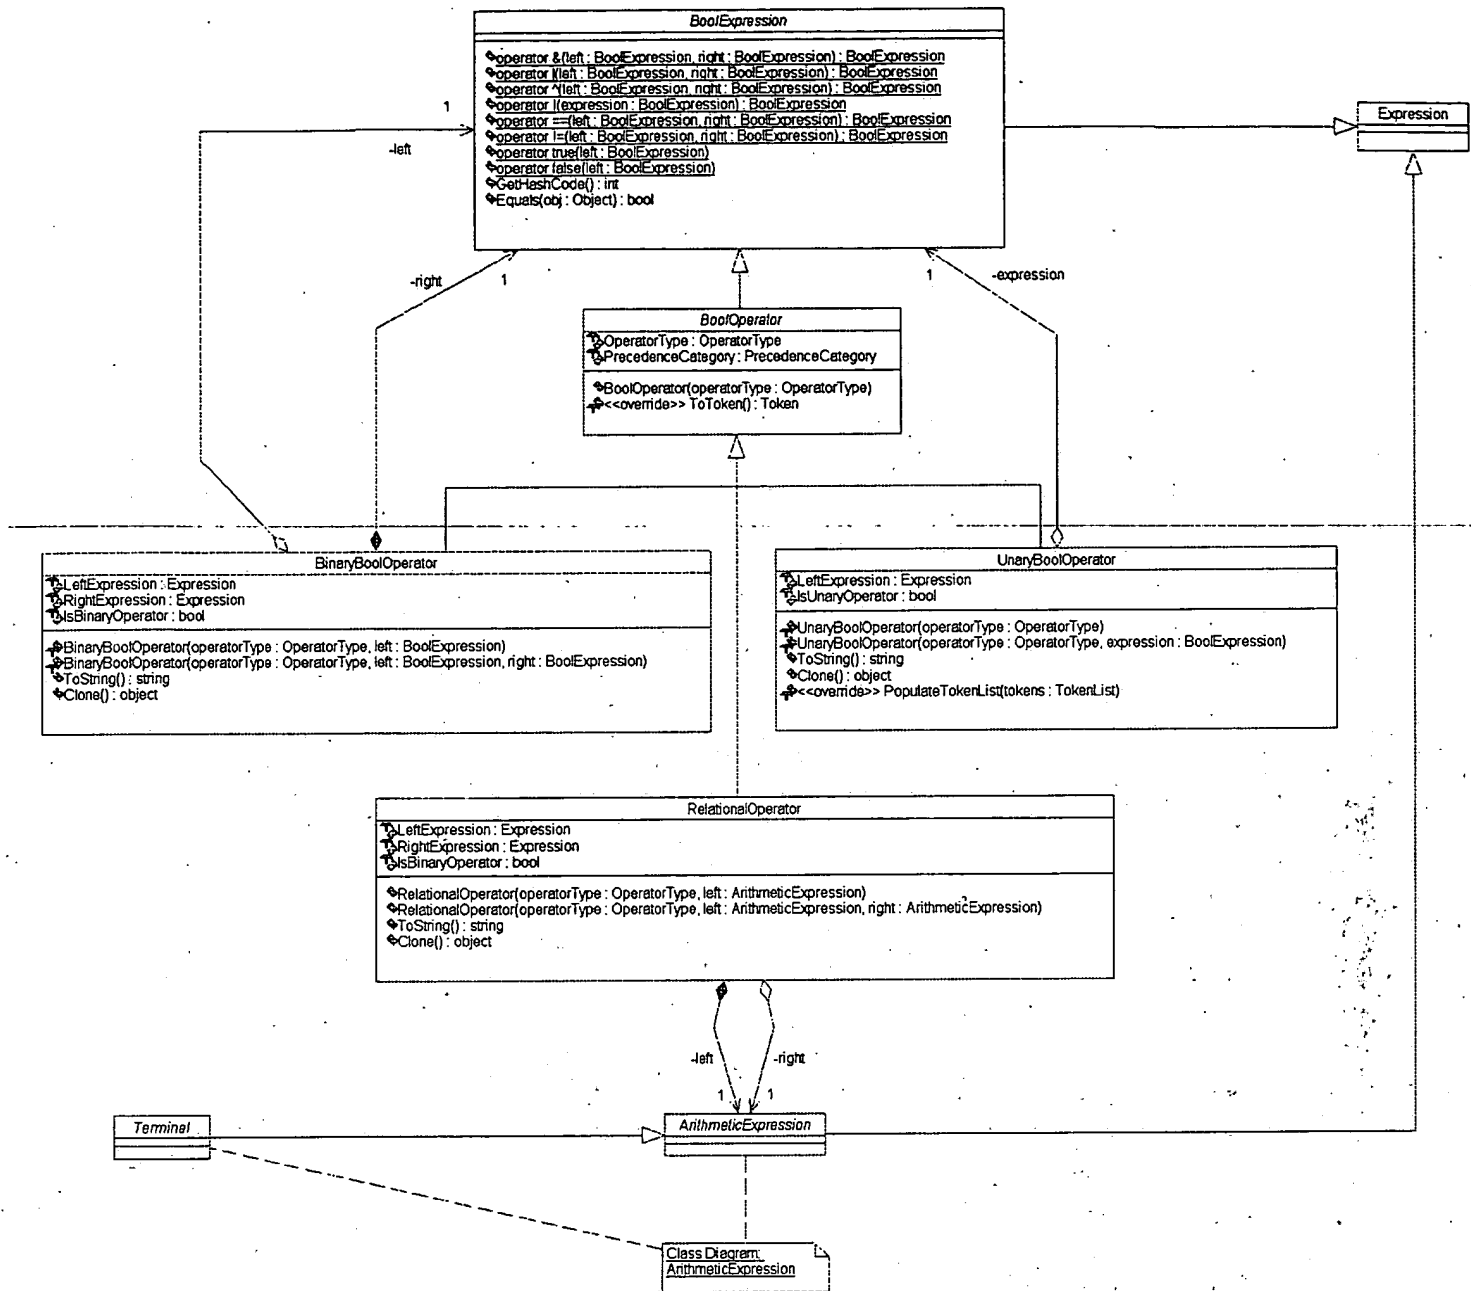 BoolExpression
operator &(left : BoolExpression, right : BoolExpression) : BoolExpression
operator |(left : BoolExpression, right : BoolExpression) : BoolExpression
operator ^(left : BoolExpression, right : BoolExpression) : BoolExpression
operator !(expression : BoolExpression) : BoolExpression
operator ==(left : BoolExpression, right : BoolExpression) : BoolExpression
operator !=(left : BoolExpression, right : BoolExpression) : BoolExpression
operator true(left : BoolExpression)
operator false(left : BoolExpression)
GetHashCode() : int
Equals(obj : Object) : bool
Expression
1
-left
-right
1
1
-expression
BoolOperator
OperatorType : OperatorType
PrecedenceCategory : PrecedenceCategory
BoolOperator(operatorType : OperatorType)
<<override>> ToToken() : Token
BinaryBoolOperator
LeftExpression : Expression
RightExpression : Expression
IsBinaryOperator : bool
BinaryBoolOperator(operatorType : OperatorType, left : BoolExpression)
BinaryBoolOperator(operatorType : OperatorType, left : BoolExpression, right : BoolExpression)
ToString() : string
Clone() : object
UnaryBoolOperator
LeftExpression : Expression
IsUnaryOperator : bool
UnaryBoolOperator(operatorType : OperatorType)
UnaryBoolOperator(operatorType : OperatorType, expression : BoolExpression)
ToString() : string
Clone() : object
<<override>> PopulateTokenList(tokens : TokenList)
RelationalOperator
LeftExpression : Expression
RightExpression : Expression
IsBinaryOperator : bool
RelationalOperator(operatorType : OperatorType, left : ArithmeticExpression)
RelationalOperator(operatorType : OperatorType, left : ArithmeticExpression, right : ArithmeticExpression)
ToString() : string
Clone() : object
-left
-right
1
1
Terminal
ArithmeticExpression
Class Diagram:
ArithmeticExpression